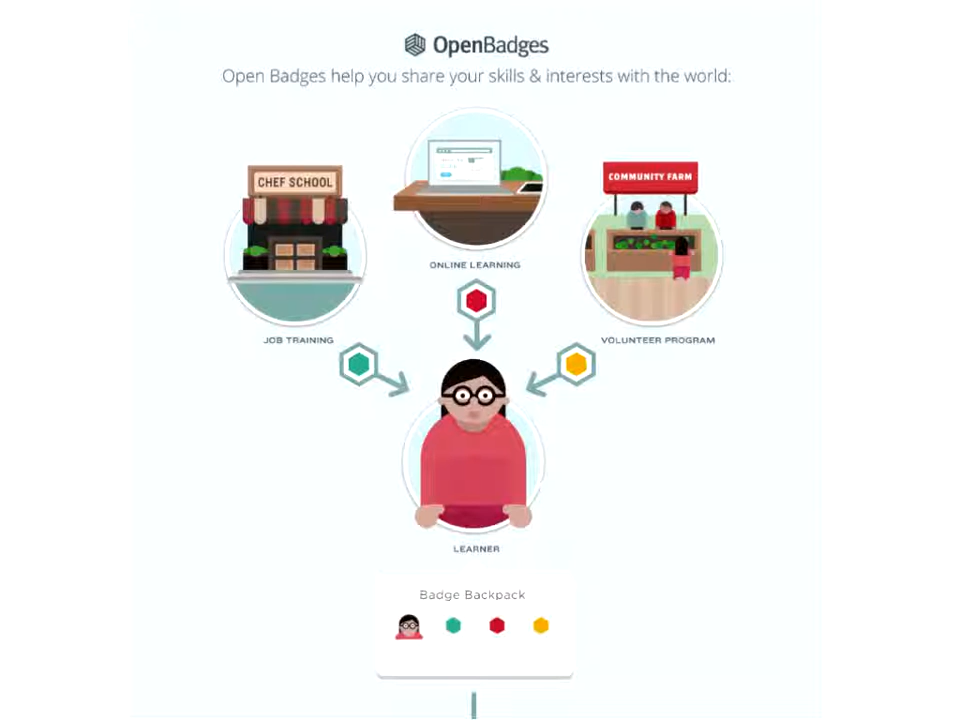 OpenBadges
Open Badges help you share your skills & interests with the world:
CHEF SCHOOL
COMMUNITY FARM
ONLINE LEARNING
JOB TRAINING
VOLUNTEER PROGRAM
LEARNER
Badge Backpack